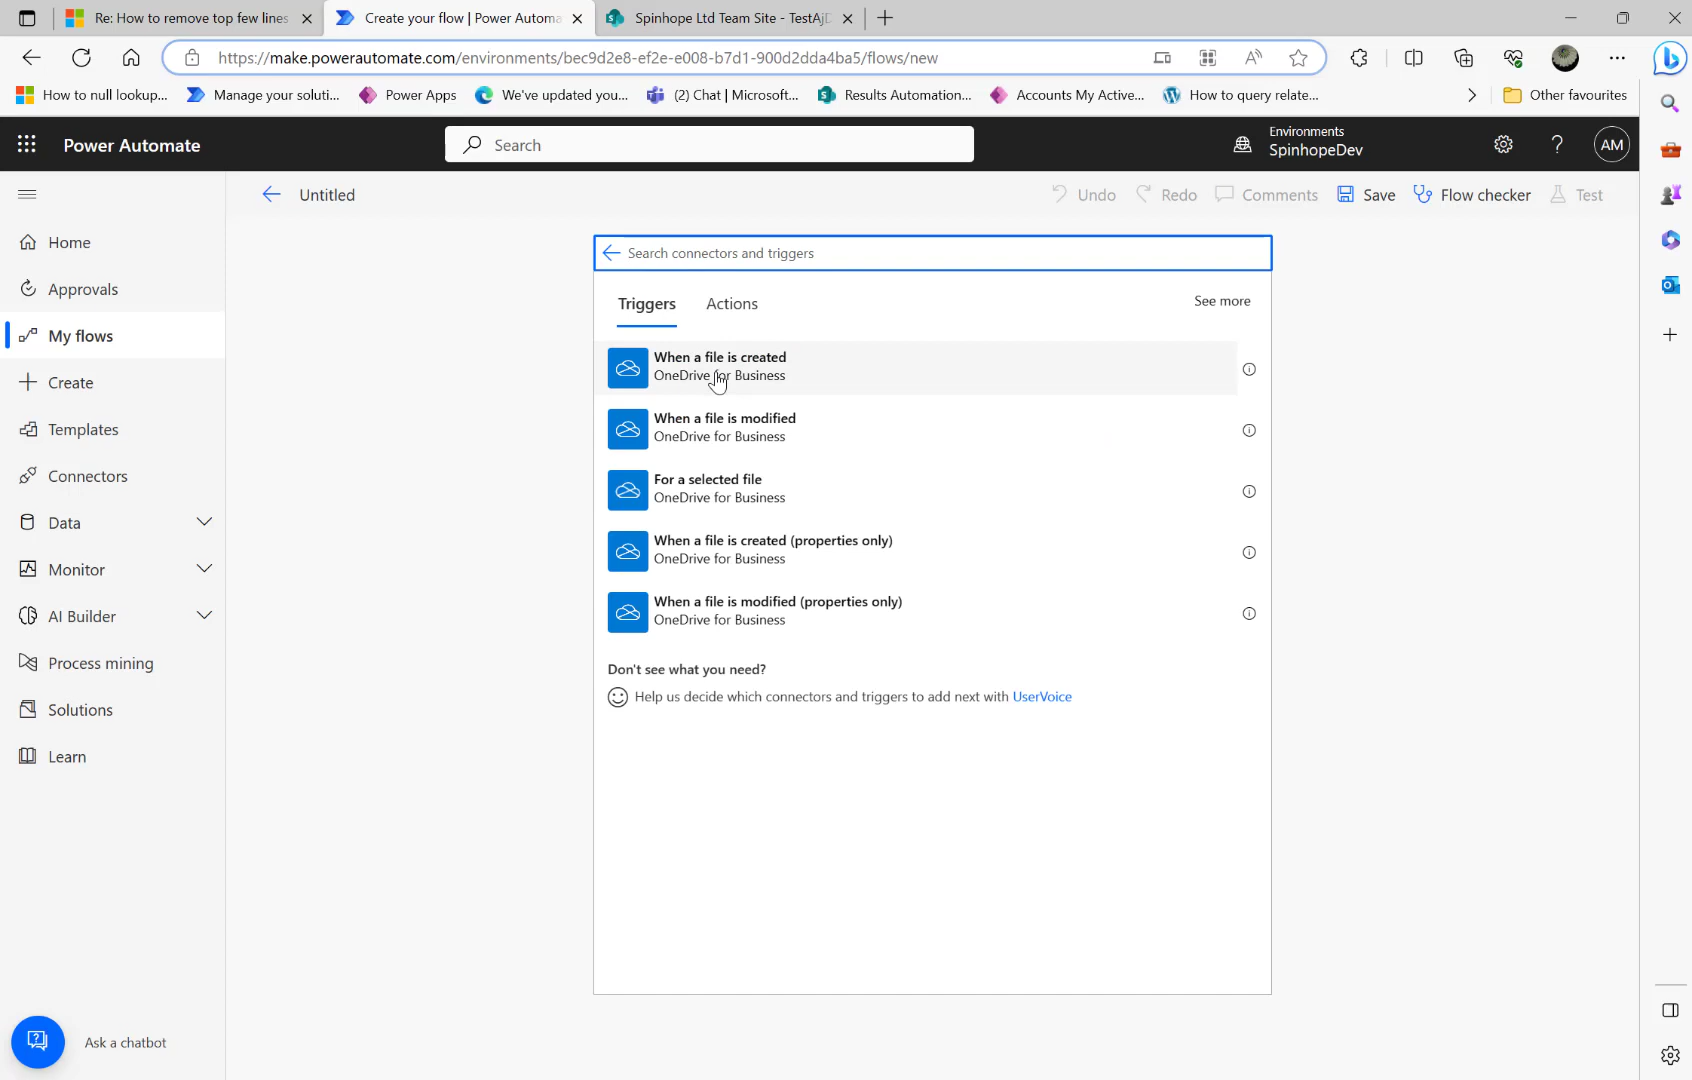 Re: How to remove top few lines
Create your flow | Power Automa
Spinhope Ltd Team Site - TestAj
https://make.powerautomate.com/environments/bec9d2e8-ef2e-e008-b7d1-900d2dda4ba5/flows/new
How to null lookup...
Manage your soluti...
Power Apps
We've updated you...
(2) Chat | Microsoft...
Results Automation...
Accounts My Active...
How to query relate...
Other favourites
Power Automate
Search
Environments
SpinhopeDev
AM
Untitled
Undo
Redo
Comments
Save
Flow checker
Test
Home
Approvals
My flows
Create
Templates
Connectors
Data
Monitor
AI Builder
Process mining
Solutions
Learn
Ask a chatbot
Search connectors and triggers
Triggers
Actions
See more
When a file is created
OneDrive for Business
When a file is modified
OneDrive for Business
For a selected file
OneDrive for Business
When a file is created (properties only)
OneDrive for Business
When a file is modified (properties only)
OneDrive for Business
Don't see what you need?
Help us decide which connectors and triggers to add next with UserVoice